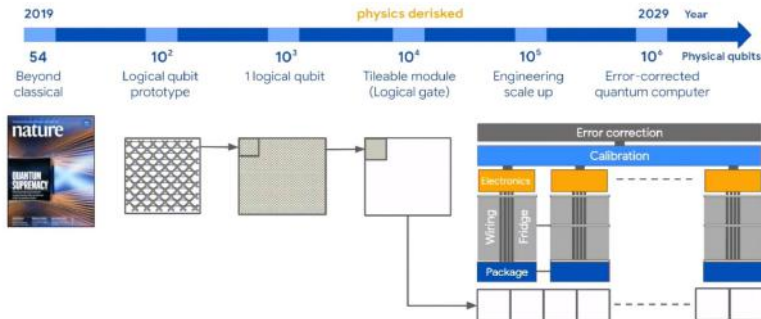 2019 physics derisked 2029 Year
54 10² 10³ 10⁴ 10⁵ 10⁶ Physical qubits
Beyond classical
Logical qubit prototype
1 logical qubit
Tileable module (Logical gate)
Engineering scale up
Error-corrected quantum computer
nature
QUANTUM
SUPREMACY
Error correction
Calibration
Electronics
Wiring
Fridge
Package